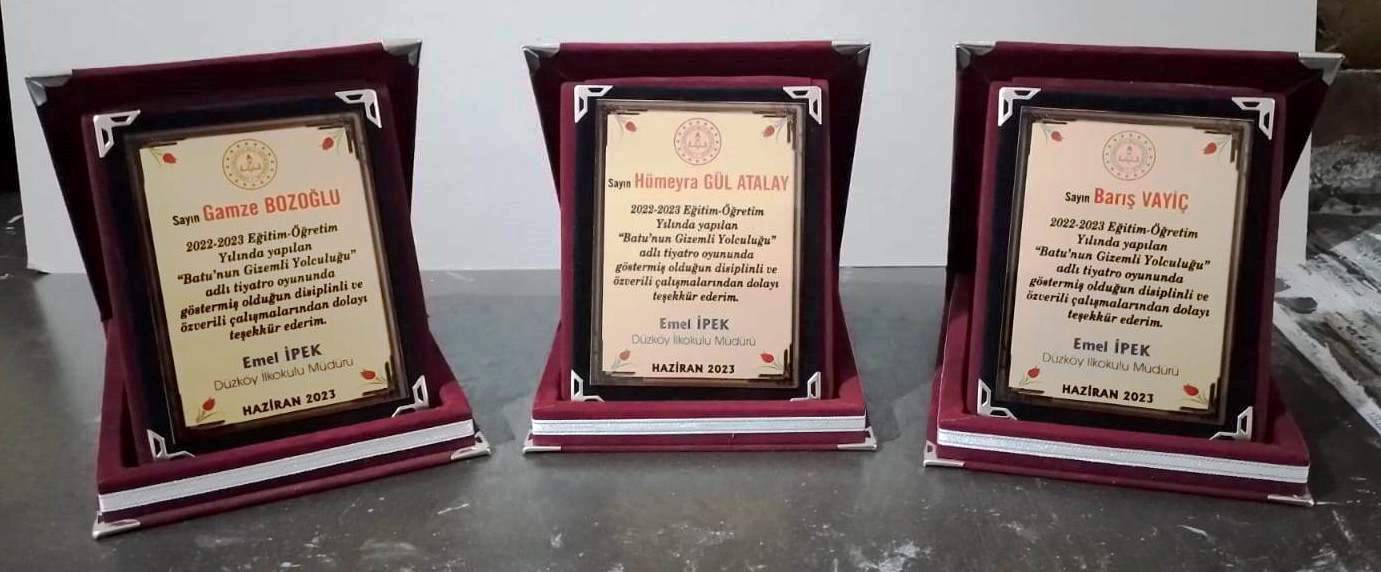 Sayın Gamze BOZOĞLU
2022-2023 Eğitim-Öğretim
Yılında yapılan
"Batu'nun Gizemli Yolculuğu"
adlı tiyatro oyununda
göstermiş olduğun disiplinli ve
özverili çalışmalarından dolayı
teşekkür ederim.
Emel İPEK
Düzköy İlkokulu Müdürü
HAZİRAN 2023
Sayın Hümeyra GÜL ATALAY
2022-2023 Eğitim-Öğretim
Yılında yapılan
"Batu'nun Gizemli Yolculuğu"
adlı tiyatro oyununda
göstermiş olduğun disiplinli ve
özverili çalışmalarından dolayı
teşekkür ederim.
Emel İPEK
Düzköy İlkokulu Müdürü
HAZİRAN 2023
Sayın Barış VAYİÇ
2022-2023 Eğitim-Öğretim
Yılında yapılan
"Batu'nun Gizemli Yolculuğu"
adlı tiyatro oyununda
göstermiş olduğun disiplinli ve
özverili çalışmalarından dolayı
teşekkür ederim.
Emel İPEK
Düzköy İlkokulu Müdürü
HAZİRAN 2023